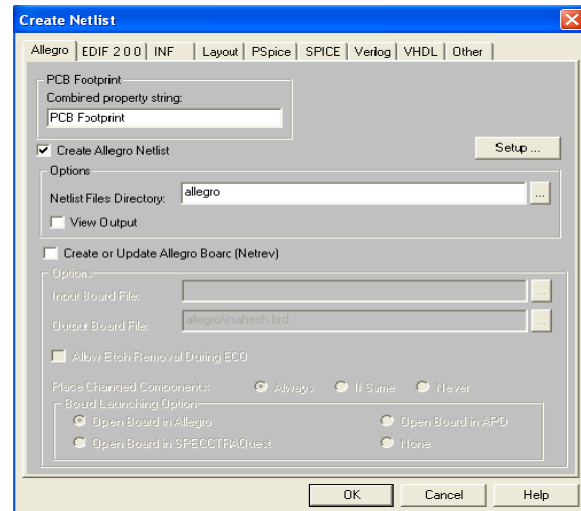 Create Netlist
Allegro EDIF 2 0 0 INF Layout PSpice SPICE Verilog VHDL Other
PCB Footprint
Combined property string:
PCB Footprint
Create Allegro Netlist
Setup ...
Options
Netlist Files Directory:
allegro
...
View Output
Create or Update Allegro Board (Netrev)
Options
Input Board File:
...
Output Board File:
allegro\mahesh.brd
...
Allow Etch Removal During ECO
Place Changed Components: Always If Same Never
Board Launching Option
Open Board in Allegro Open Board in APD
Open Board in SPECCTRAQuest None
OK Cancel Help